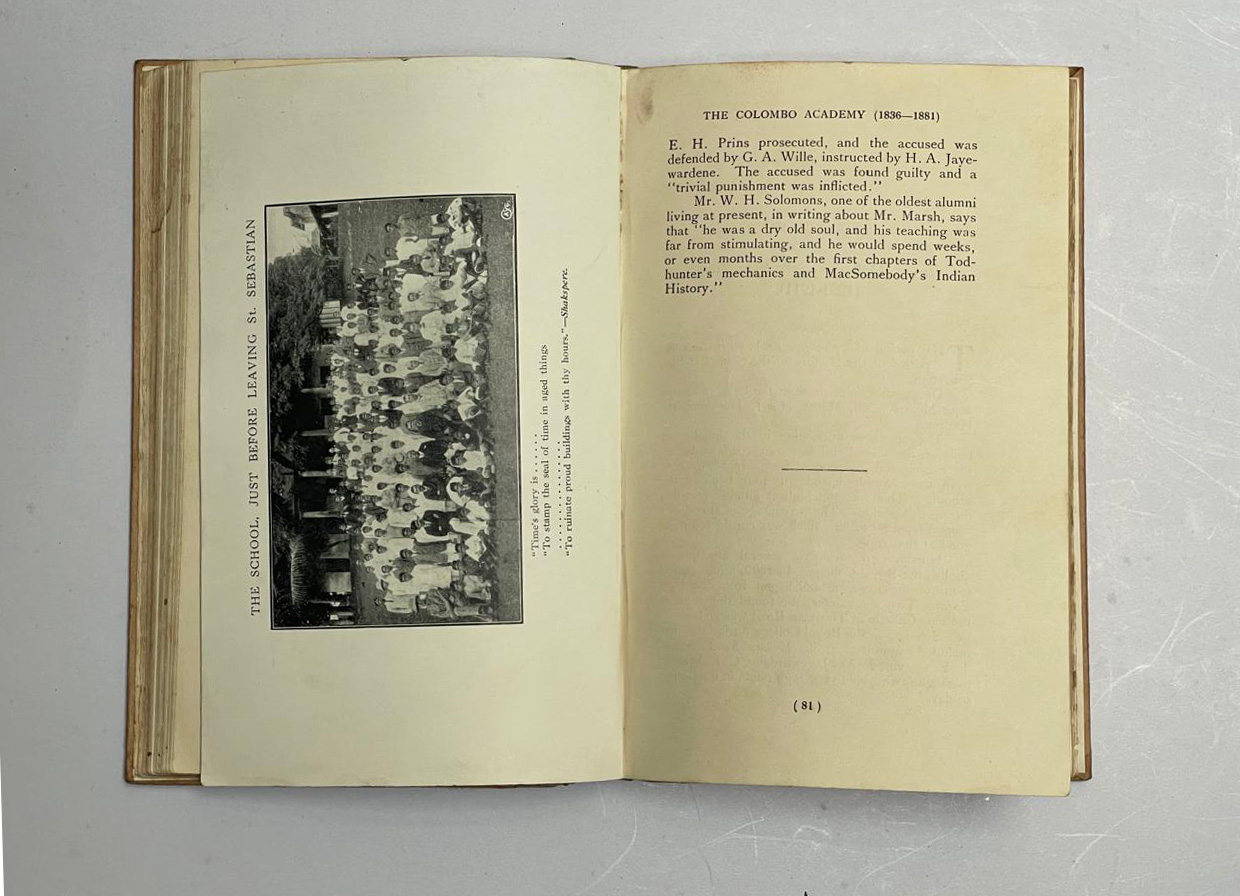 THE SCHOOL, JUST BEFORE LEAVING St. SEBASTIAN
"Time's glory is ......
"To stamp the seal of time in aged things
..................
"To ruinate proud buildings with thy hours."—Shakspere.
THE COLOMBO ACADEMY (1836—1881)
E. H. Prins prosecuted, and the accused was
defended by G. A. Wille, instructed by H. A. Jaye-
wardene. The accused was found guilty and a
"trivial punishment was inflicted."
Mr. W. H. Solomons, one of the oldest alumni
living at present, in writing about Mr. Marsh, says
that "he was a dry old soul, and his teaching was
far from stimulating, and he would spend weeks,
or even months over the first chapters of Tod-
hunter's mechanics and MacSomebody's Indian
History."
( 81 )